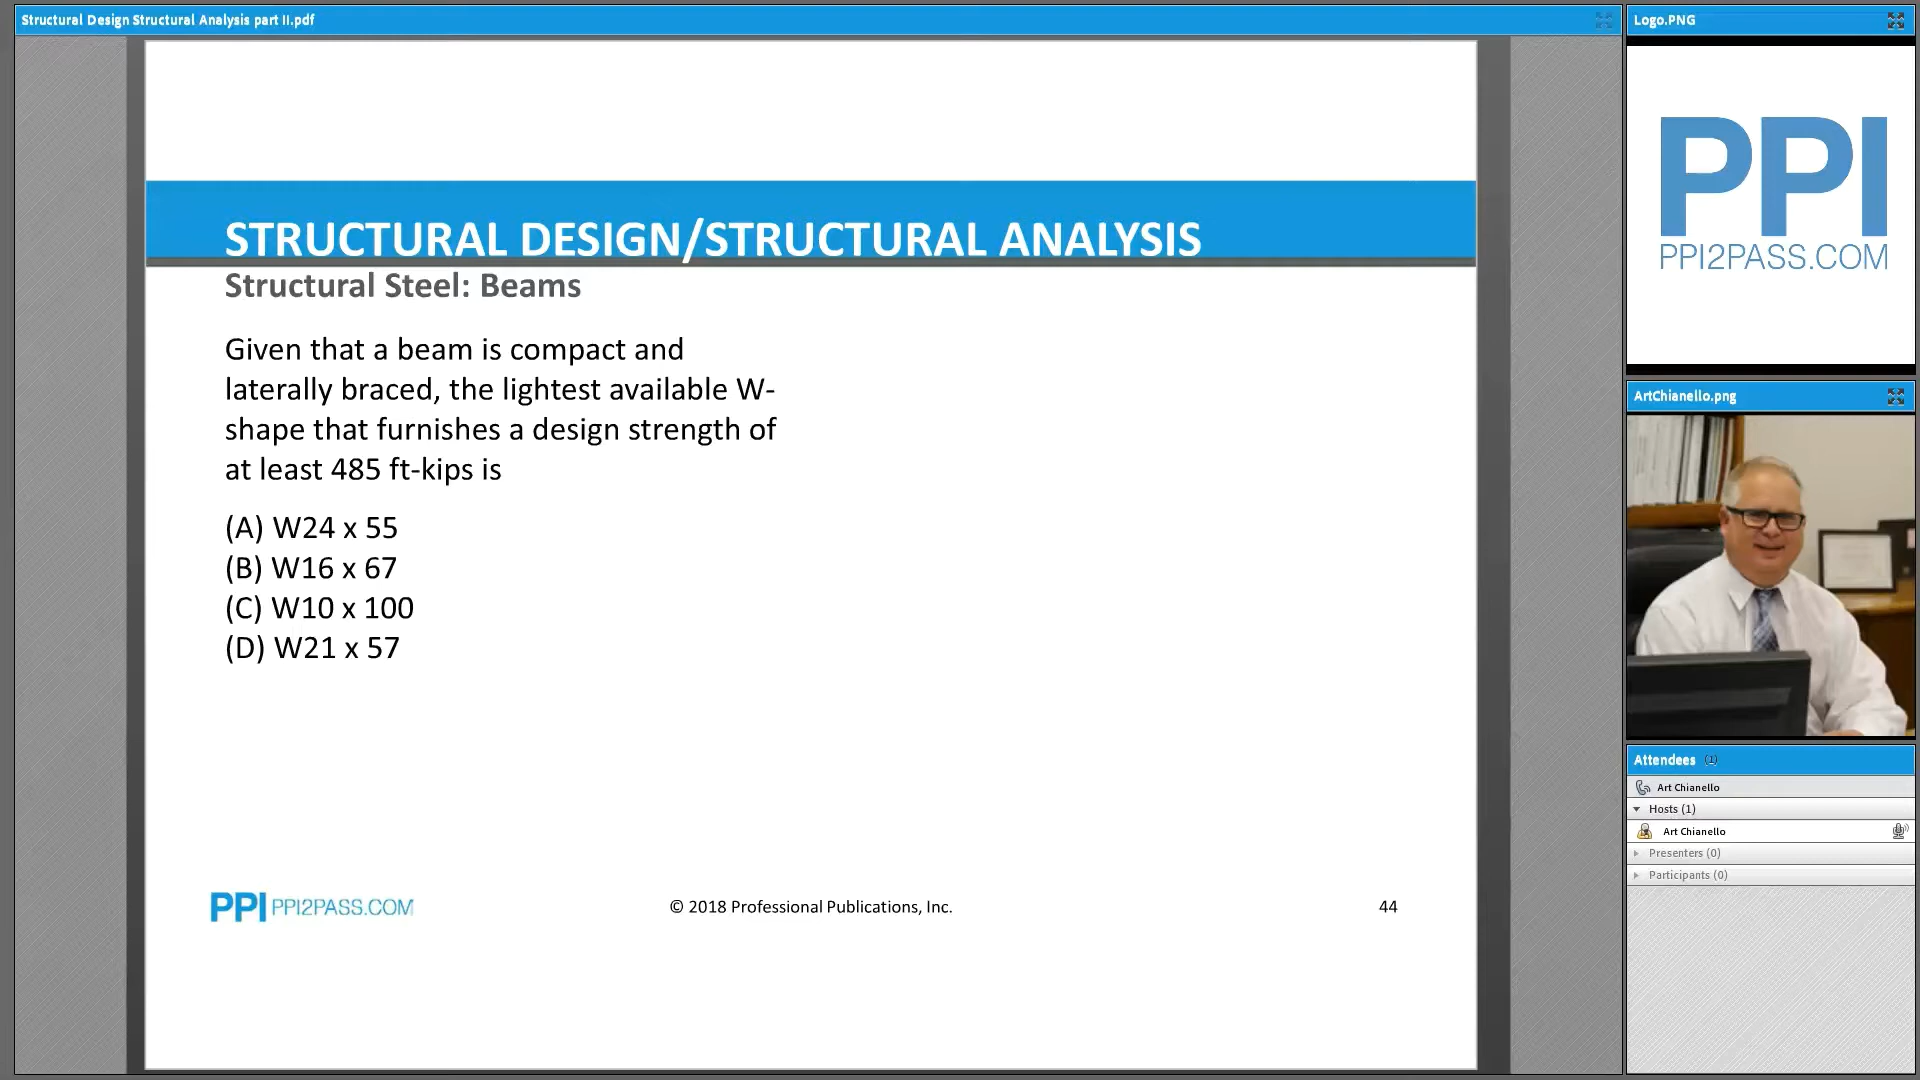 Structural Design Structural Analysis part II.pdf
STRUCTURAL DESIGN/STRUCTURAL ANALYSIS
Structural Steel: Beams
Given that a beam is compact and
laterally braced, the lightest available W-
shape that furnishes a design strength of
at least 485 ft-kips is
(A) W24 x 55
(B) W16 x 67
(C) W10 x 100
(D) W21 x 57
PPI PPI2PASS.COM
© 2018 Professional Publications, Inc.
44
Logo.PNG
PPI
PPI2PASS.COM
ArtChianello.png
Attendees (1)
Art Chianello
Hosts (1)
Art Chianello
Presenters (0)
Participants (0)